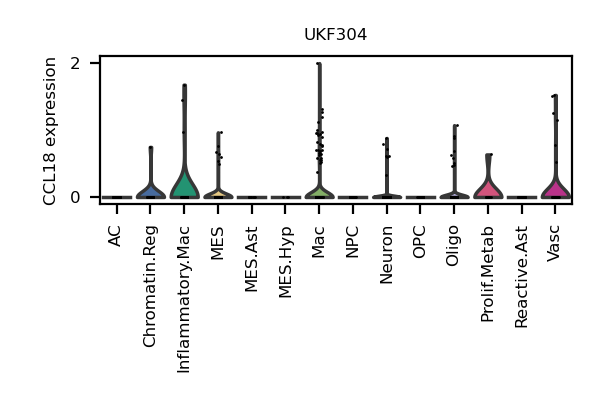 UKF304
CCL18 expression
2
0
AC
Chromatin.Reg
Inflammatory.Mac
MES
MES.Ast
MES.Hyp
Mac
NPC
Neuron
OPC
Oligo
Prolif.Metab
Reactive.Ast
Vasc